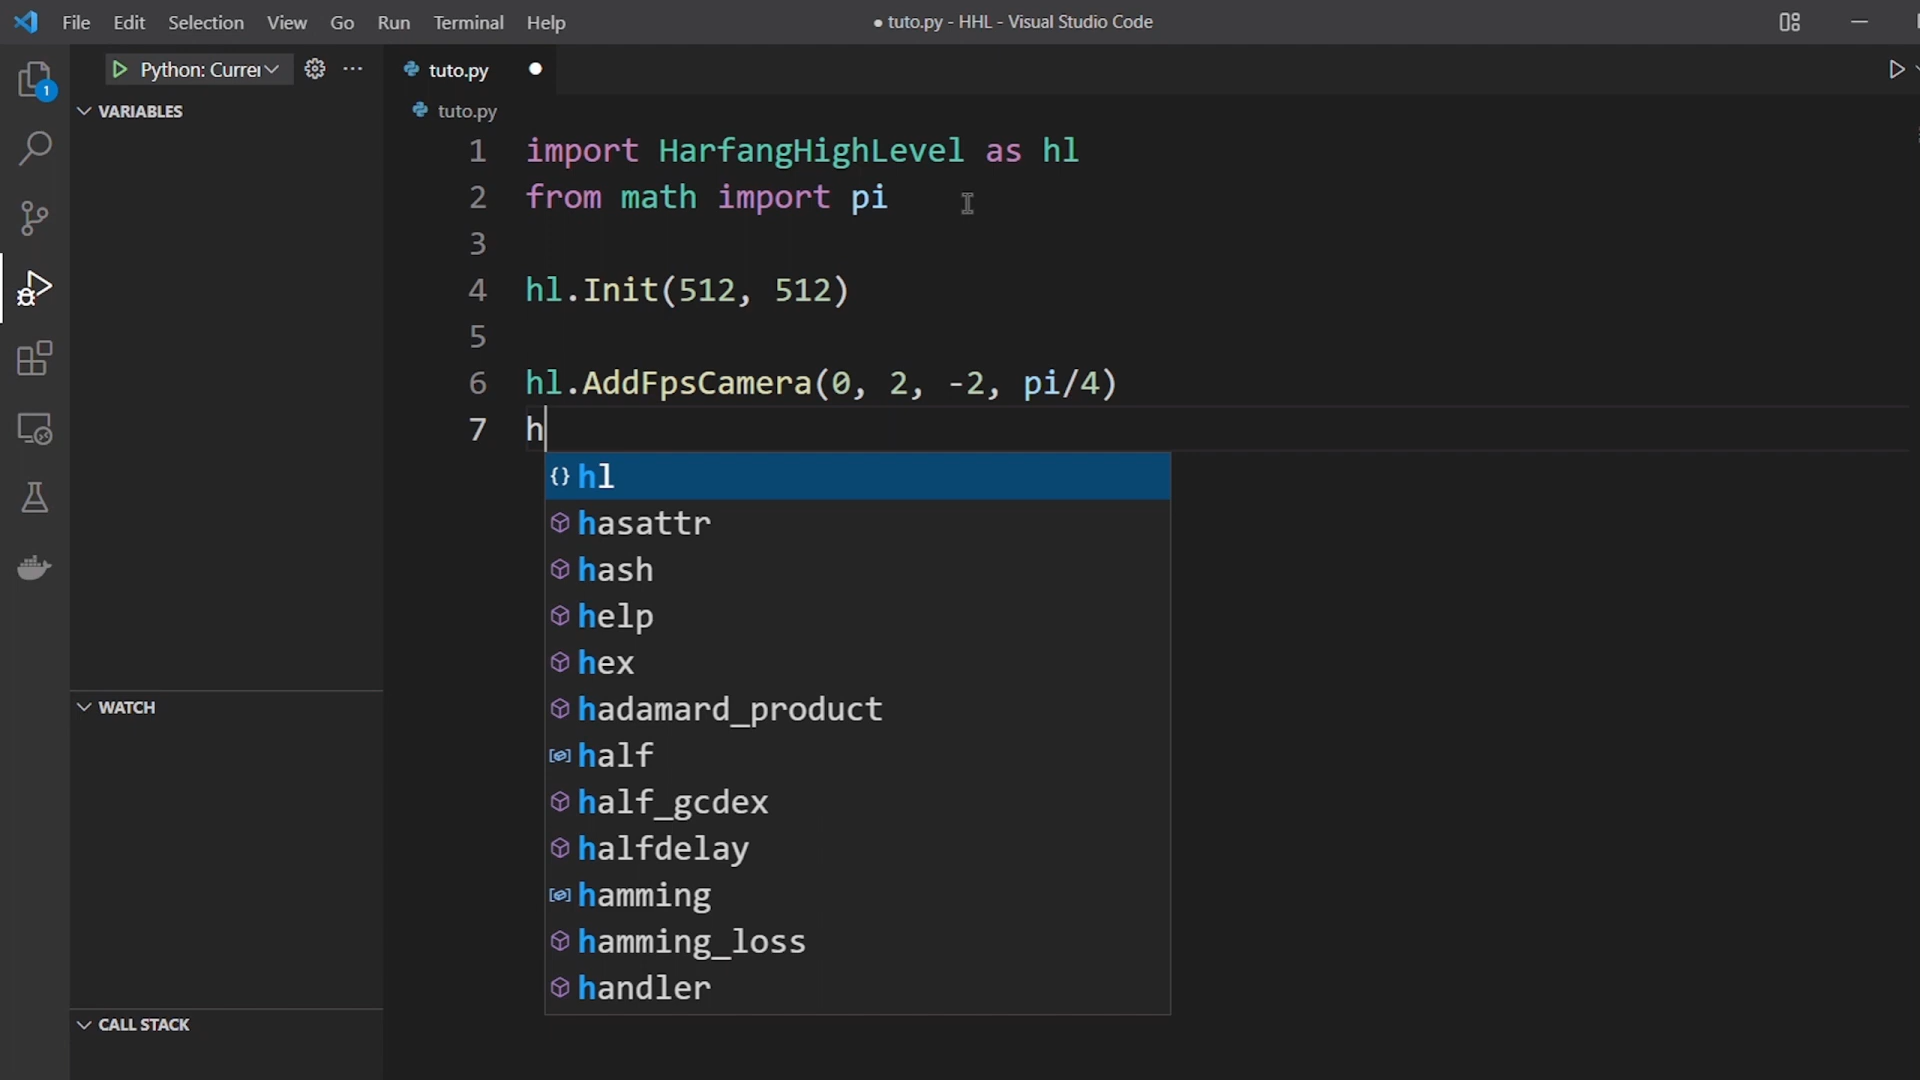 File Edit Selection View Go Run Terminal Help
● tuto.py - HHL - Visual Studio Code
1
Python: Currer
tuto.py
VARIABLES
tuto.py
1 import HarfangHighLevel as hl
2 from math import pi
3
4 hl.Init(512, 512)
5
6 hl.AddFpsCamera(0, 2, -2, pi/4)
7 h
hl
hasattr
hash
help
hex
hadamard_product
half
half_gcdex
halfdelay
hamming
hamming_loss
handler
WATCH
CALL STACK